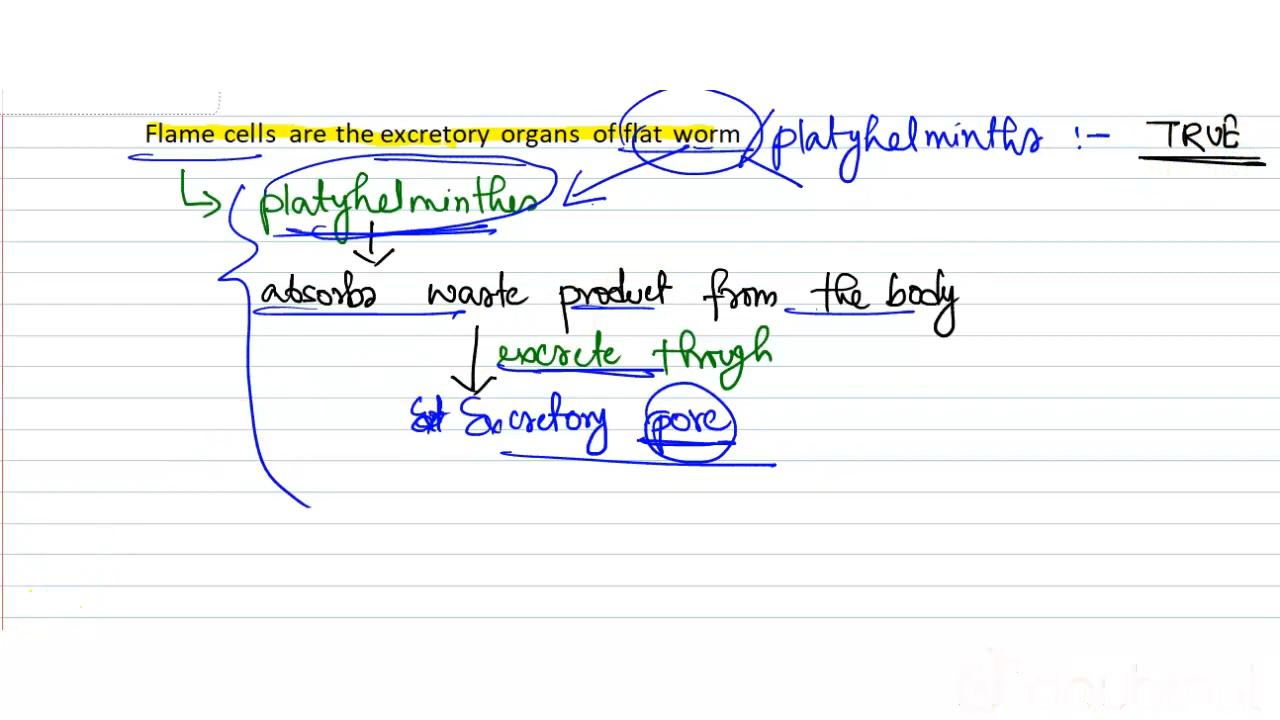 Flame cells are the excretory organs of flat worm platyhelminths :- TRUE
platyhelminthes
absorbs waste product from the body
excrete through
Excretory pore